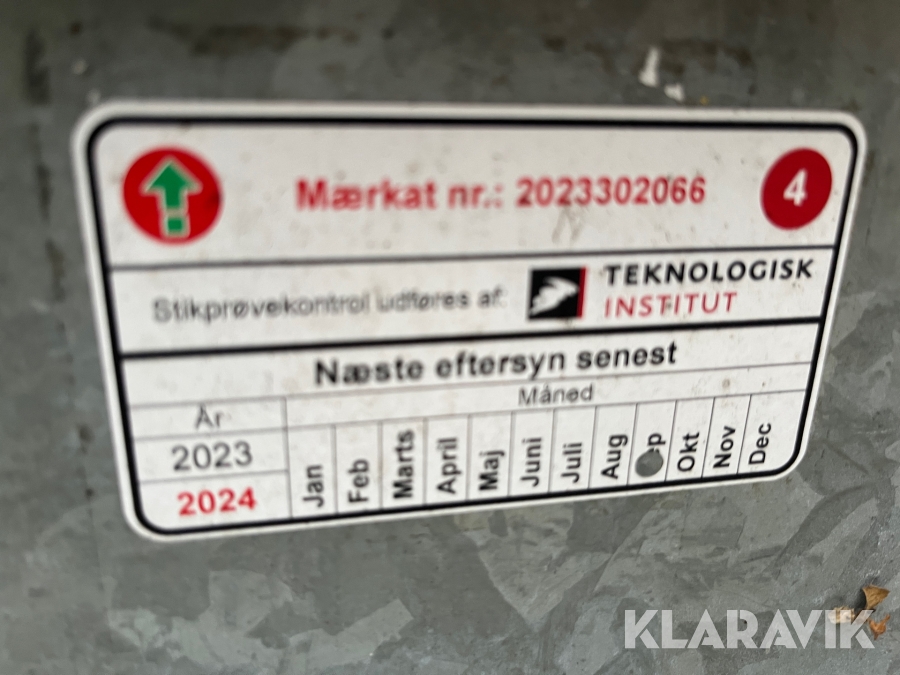 Mærkat nr.: 2023302066
4
Stikprøvekontrol udføres af:
TEKNOLOGISK
INSTITUT
Næste eftersyn senest
År
Måned
2023
2024
Jan
Feb
Marts
April
Maj
Juni
Juli
Aug
Sep
Okt
Nov
Dec
KLARAVIK